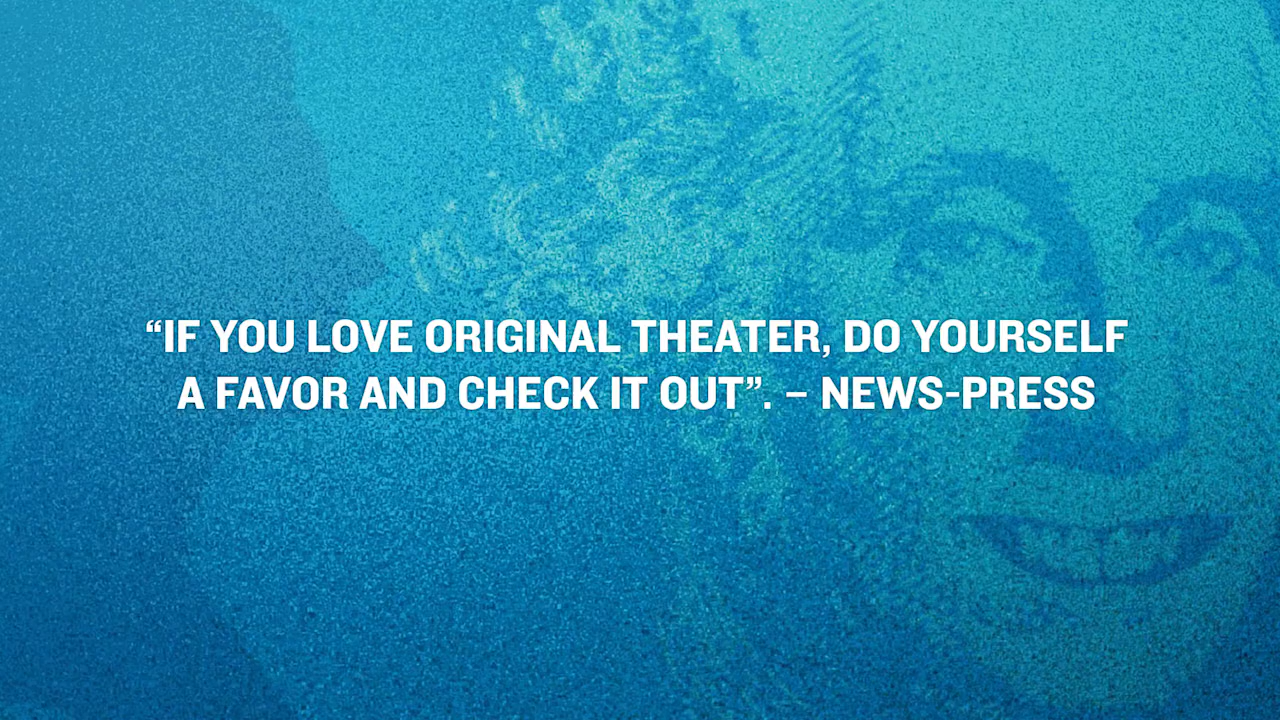 “IF YOU LOVE ORIGINAL THEATER, DO YOURSELF
A FAVOR AND CHECK IT OUT”. – NEWS-PRESS